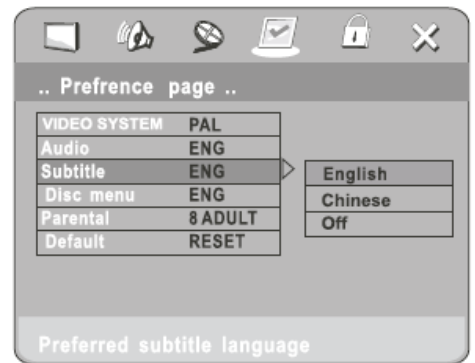 .. Prefrence page ..
VIDEO SYSTEM PAL
Audio ENG
Subtitle ENG
Disc menu ENG
Parental 8 ADULT
Default RESET
English
Chinese
Off
Preferred subtitle language